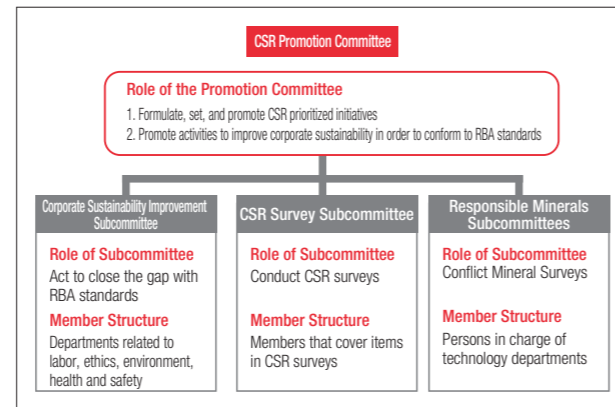 CSR Promotion Committee
Role of the Promotion Committee
1. Formulate, set, and promote CSR prioritized initiatives
2. Promote activities to improve corporate sustainability in order to conform to RBA standards
Corporate Sustainability Improvement
Subcommittee
Role of Subcommittee
Act to close the gap with
RBA standards
Member Structure
Departments related to
labor, ethics, environment,
health and safety
CSR Survey Subcommittee
Role of Subcommittee
Conduct CSR surveys
Member Structure
Members that cover items
in CSR surveys
Responsible Minerals
Subcommittees
Role of Subcommittee
Conflict Mineral Surveys
Member Structure
Persons in charge of
technology departments